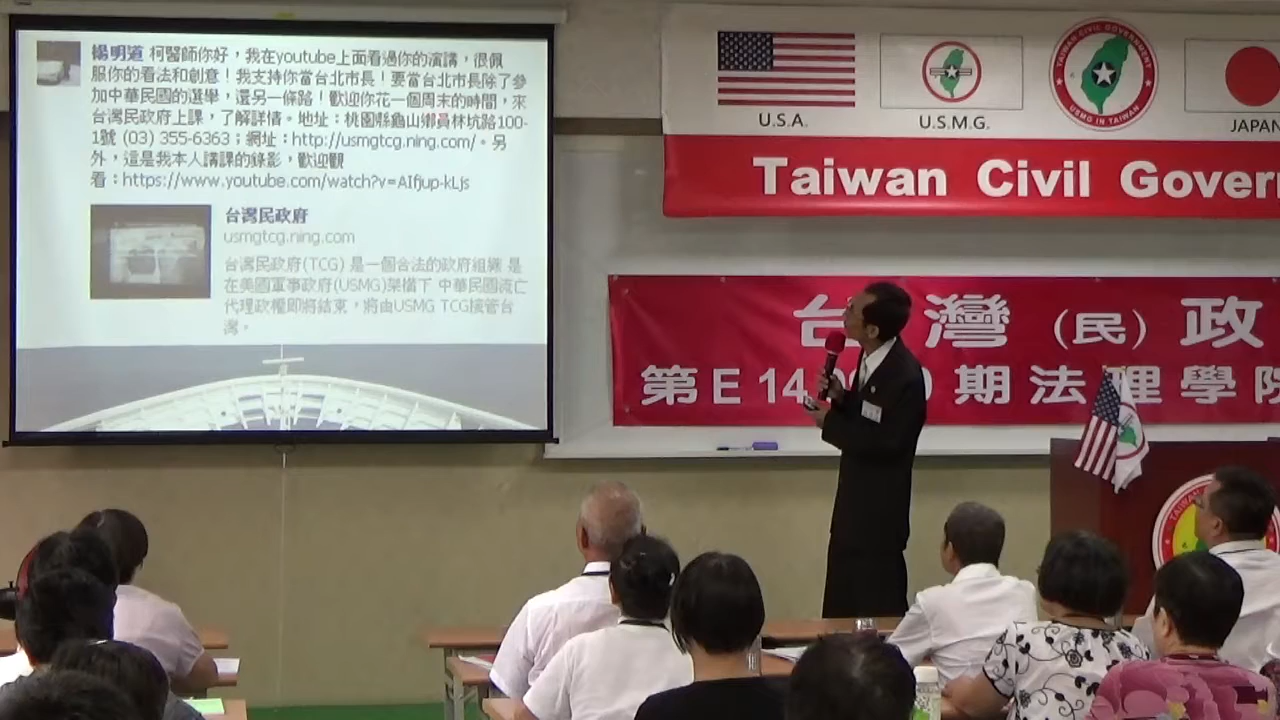 楊明道 柯醫師你好，我在youtube上面看過你的演講，很佩
服你的看法和創意！我支持你當台北市長！要當台北市長除了參
加中華民國的選舉，還另一條路！歡迎你花一個周末的時間，來
台灣民政府上課，了解詳情。地址：桃園縣龜山鄉員林坑路100-
1號 (03) 355-6363；網址：http://usmgtcg.ning.com/。另
外，這是我本人講課的錄影，歡迎觀
看：https://www.youtube.com/watch?v=AIfjup-kLjs
台灣民政府
usmgtcg.ning.com
台灣民政府(TCG) 是一個合法的政府組織 是
在美國軍事政府(USMG)架構下 中華民國流亡
代理政權即將結束，將由USMG TCG接管台
灣。
U.S.A.
U.S.M.G.
TAIWAN CIVIL GOVERNMENT
USMG IN TAIWAN
JAPAN
Taiwan Civil Govern
台灣（民）政
第E 14 期法理學院